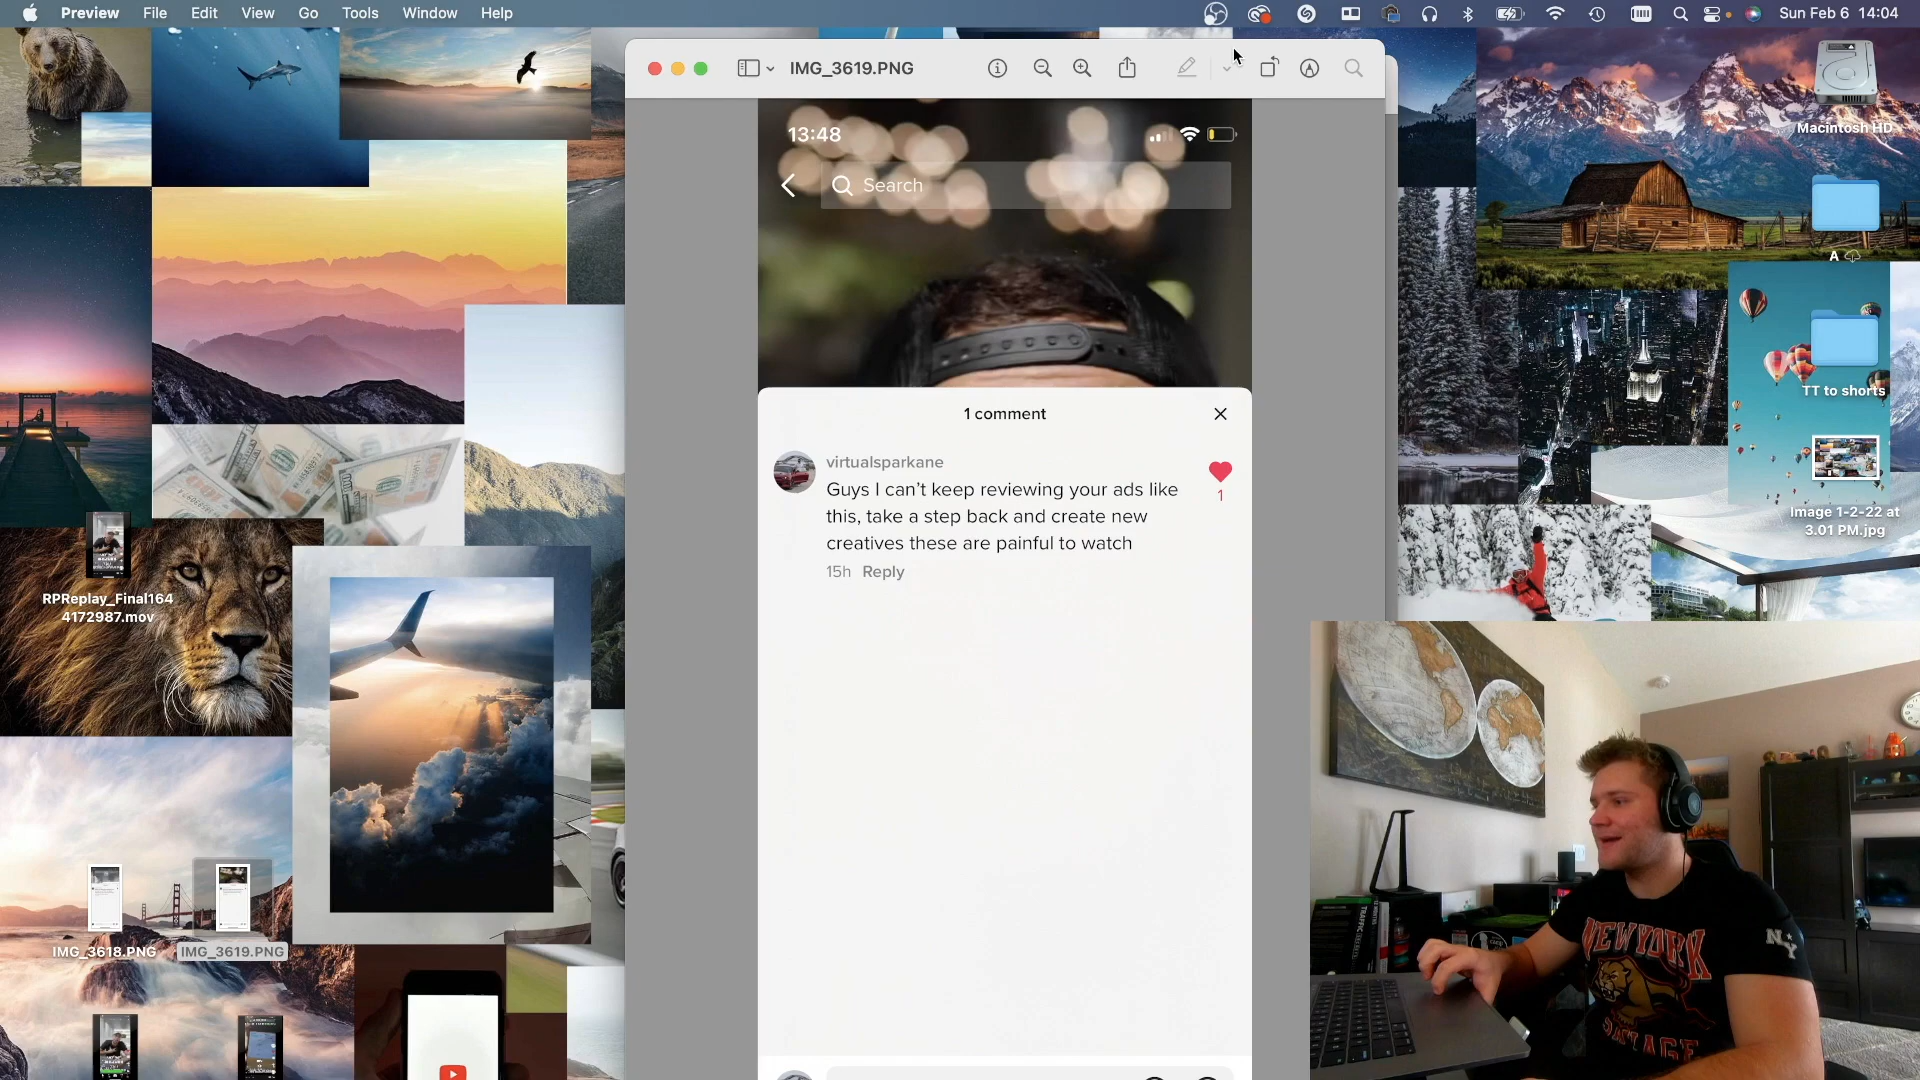 Preview File Edit View Go Tools Window Help
Sun Feb 6 14:04
IMG_3619.PNG
13:48
Search
1 comment
virtualsparkane
Guys I can't keep reviewing your ads like
this, take a step back and create new
creatives these are painful to watch
15h Reply
1
Macintosh HD
A
TT to shorts
Image 1-2-22 at
3.01 PM.jpg
RPReplay_Final164
4172987.mov
IMG_3618.PNG
IMG_3619.PNG
NEW YORK
NY
SAVAGE
TRAFFIC